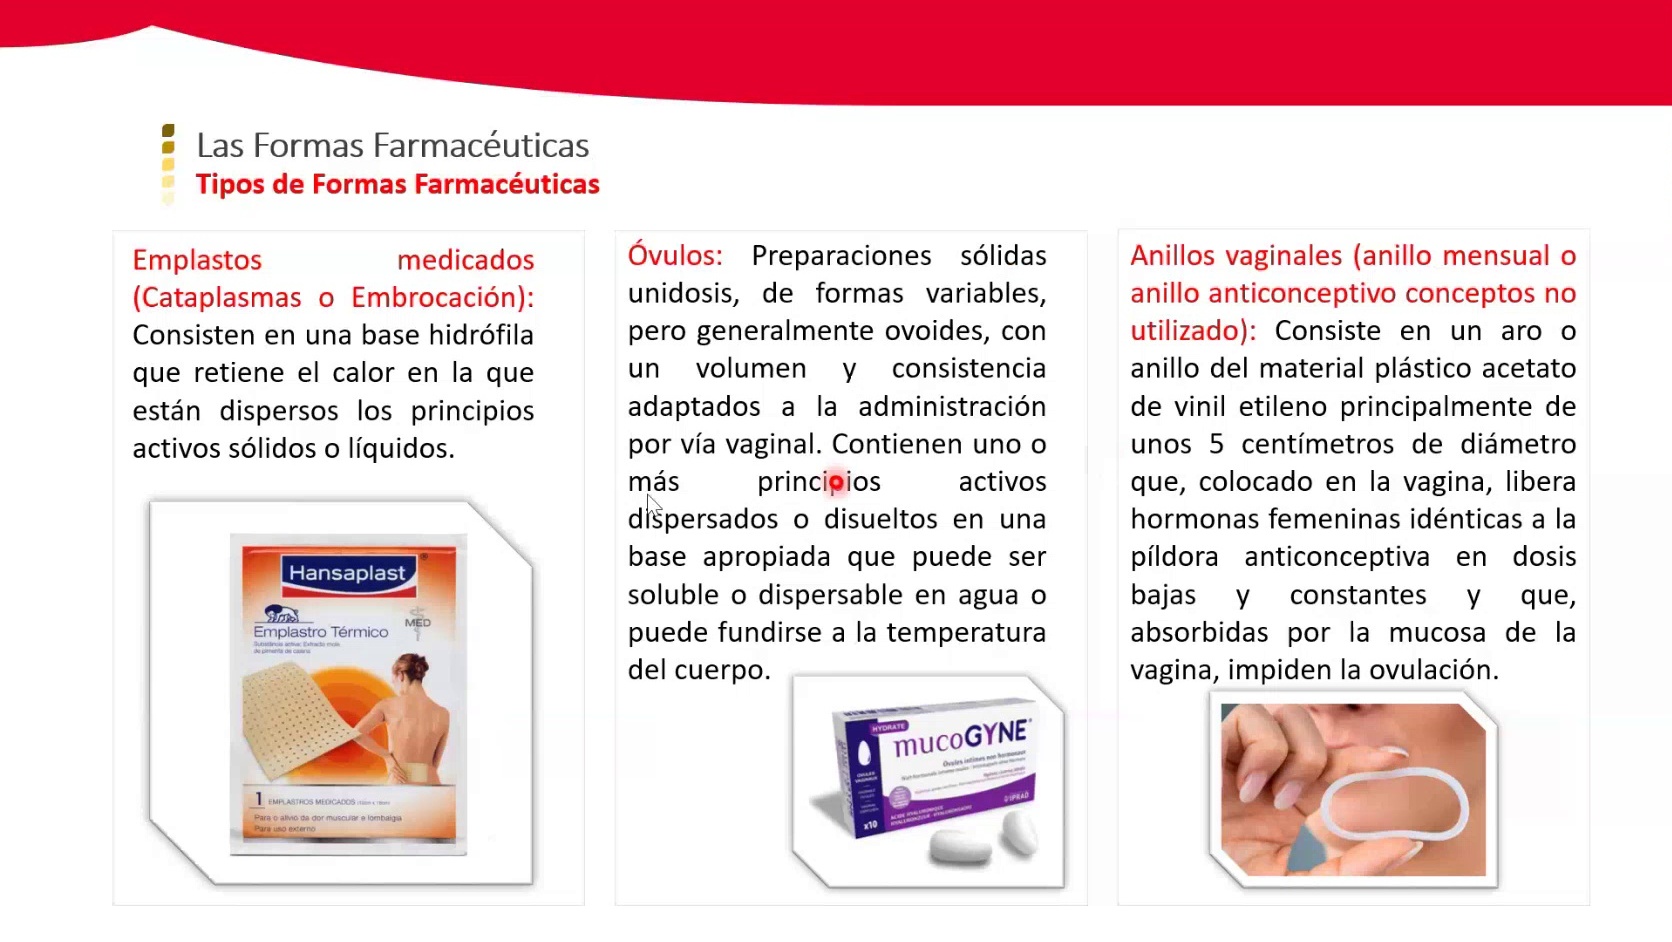 Las Formas Farmacéuticas
Tipos de Formas Farmacéuticas
Emplastos medicados
(Cataplasmas o Embrocación):
Consisten en una base hidrófila
que retiene el calor en la que
están dispersos los principios
activos sólidos o líquidos.
Hansaplast
MED
Emplastro Térmico
1 EMPLASTROS MEDICADOS
Para o alívio da dor muscular e lombalgia
Para uso externo
Óvulos: Preparaciones sólidas
unidosis, de formas variables,
pero generalmente ovoides, con
un volumen y consistencia
adaptados a la administración
por vía vaginal. Contienen uno o
más principios activos
dispersados o disueltos en una
base apropiada que puede ser
soluble o dispersable en agua o
puede fundirse a la temperatura
del cuerpo.
HYDRATE
mucoGYNE®
x10
IPRAD
Anillos vaginales (anillo mensual o
anillo anticonceptivo conceptos no
utilizado): Consiste en un aro o
anillo del material plástico acetato
de vinil etileno principalmente de
unos 5 centímetros de diámetro
que, colocado en la vagina, libera
hormonas femeninas idénticas a la
píldora anticonceptiva en dosis
bajas y constantes y que,
absorbidas por la mucosa de la
vagina, impiden la ovulación.